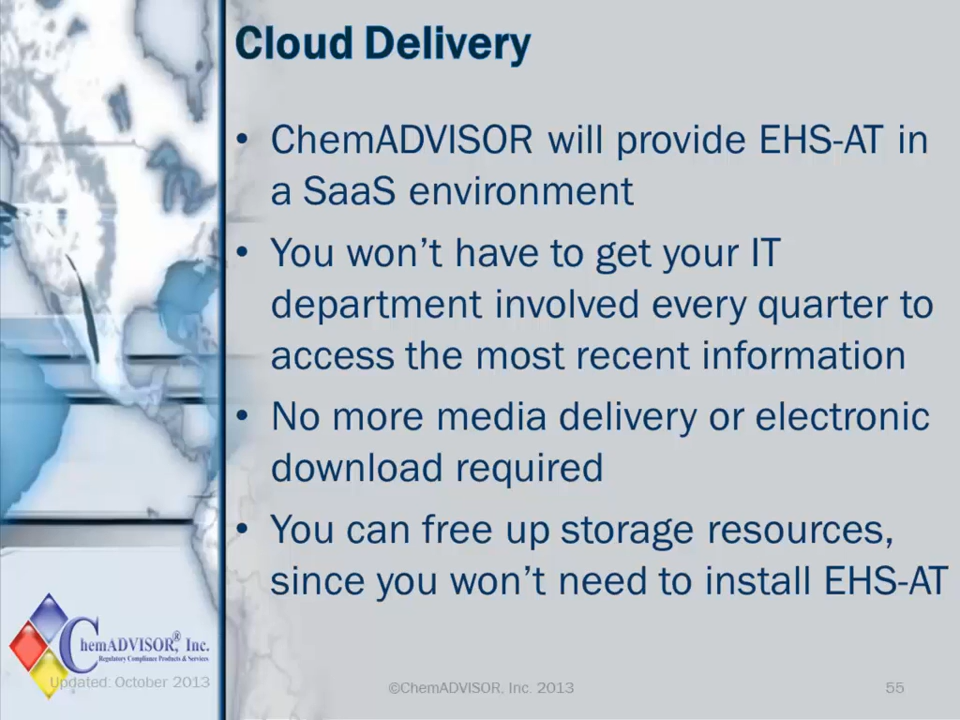 Cloud Delivery
• ChemADVISOR will provide EHS-AT in
a SaaS environment
• You won't have to get your IT
department involved every quarter to
access the most recent information
• No more media delivery or electronic
download required
• You can free up storage resources,
since you won't need to install EHS-AT
ChemADVISOR®, Inc.
Regulatory Compliance Products & Services
Updated: October 2013
©ChemADVISOR, Inc. 2013
55